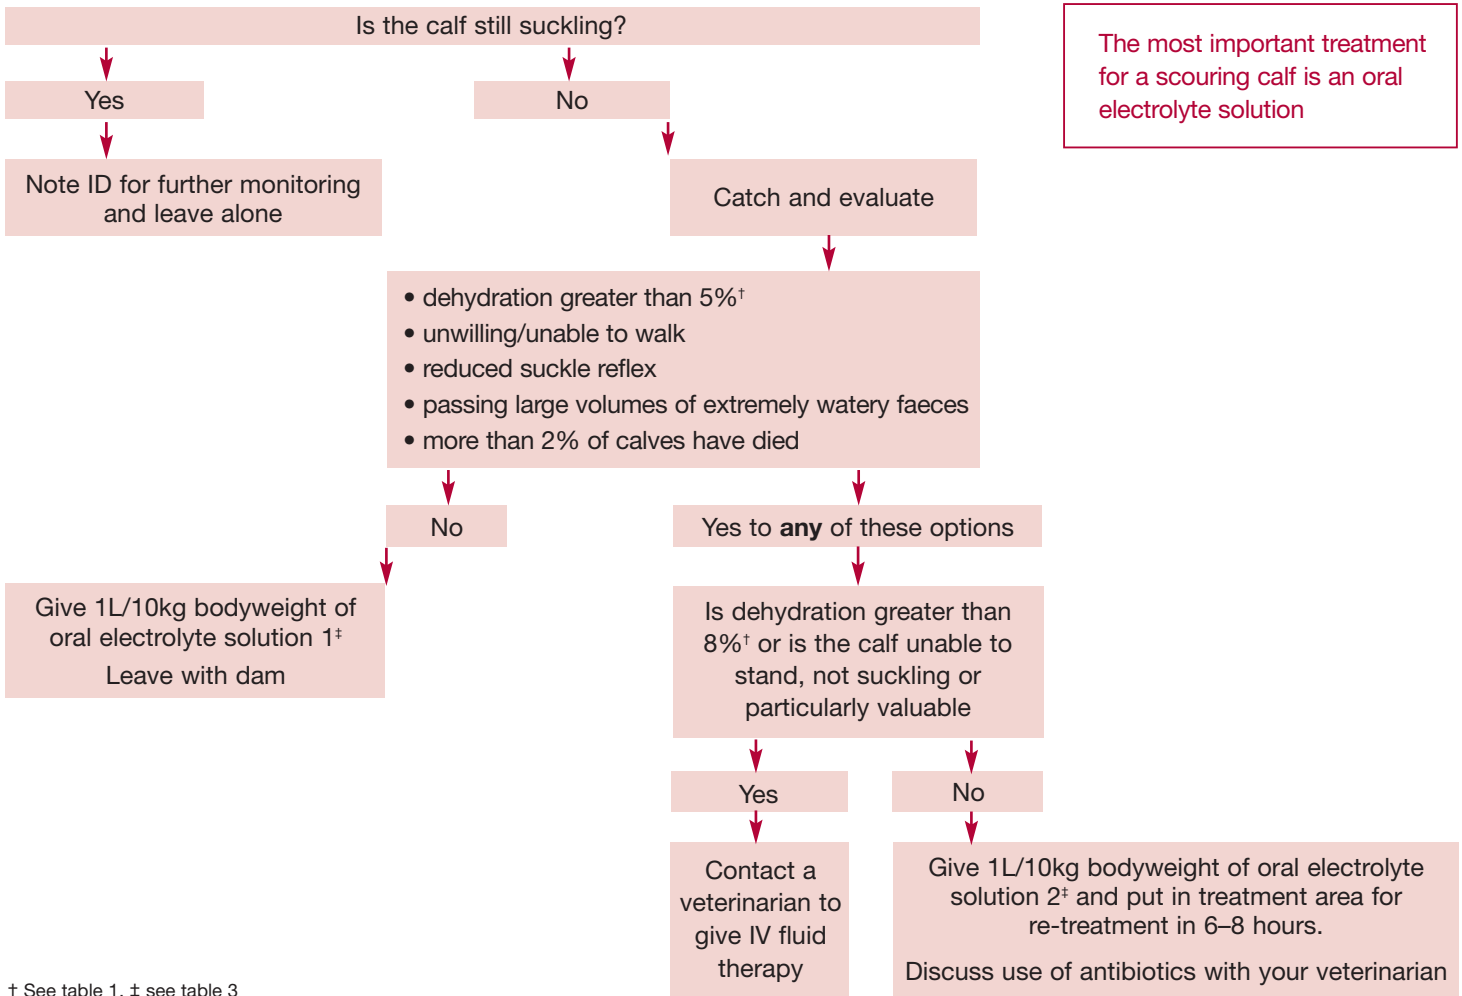 Is the calf still suckling?
The most important treatment
for a scouring calf is an oral
electrolyte solution
Yes
No
Note ID for further monitoring
and leave alone
Catch and evaluate
• dehydration greater than 5%†
• unwilling/unable to walk
• reduced suckle reflex
• passing large volumes of extremely watery faeces
• more than 2% of calves have died
No
Yes to any of these options
Give 1L/10kg bodyweight of
oral electrolyte solution 1‡
Leave with dam
Is dehydration greater than
8%† or is the calf unable to
stand, not suckling or
particularly valuable
Yes
No
Contact a
veterinarian to
give IV fluid
therapy
Give 1L/10kg bodyweight of oral electrolyte
solution 2‡ and put in treatment area for
re-treatment in 6–8 hours.
Discuss use of antibiotics with your veterinarian
† See table 1, ‡ see table 3